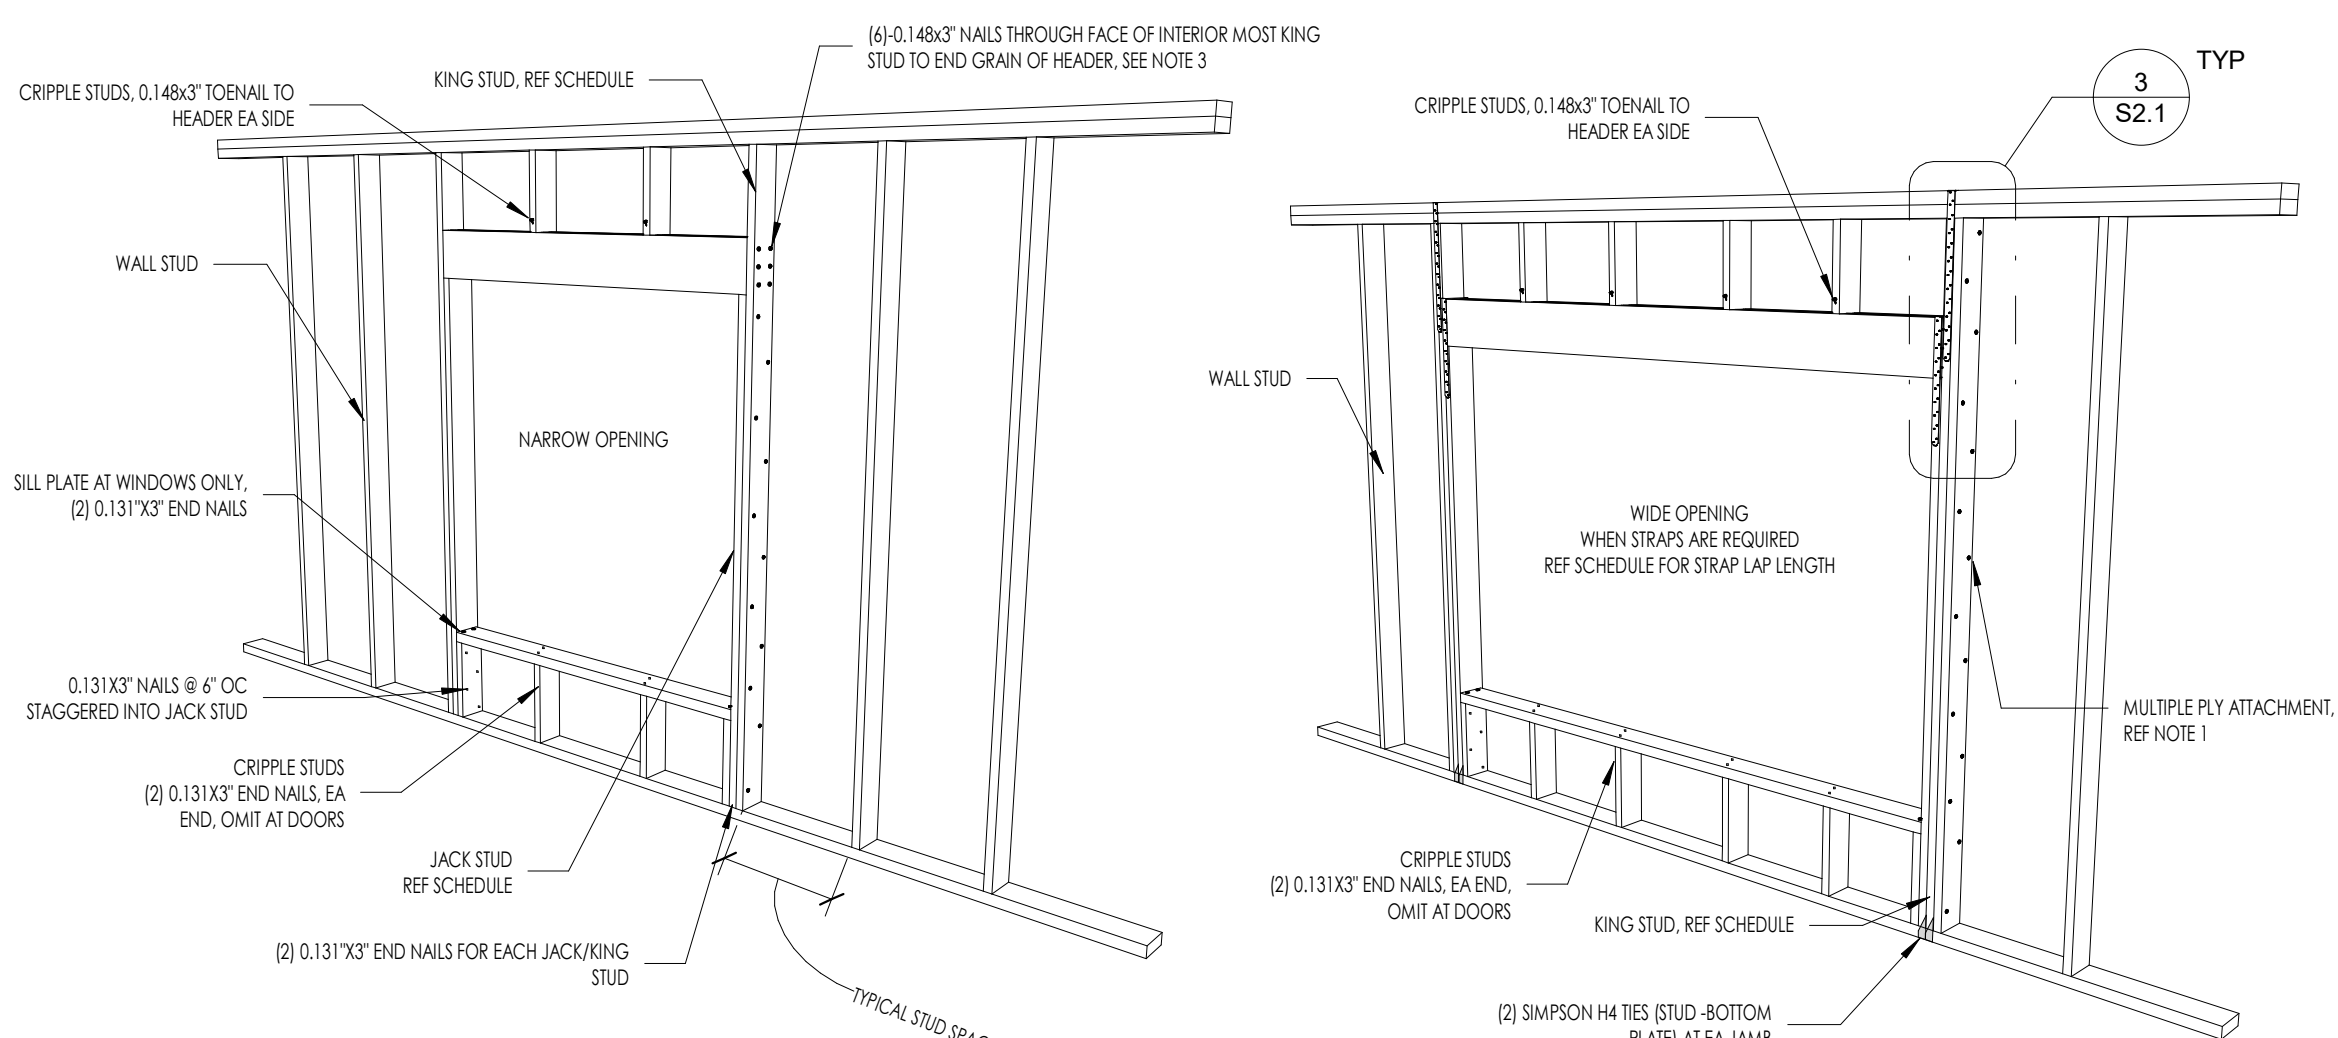 (6)-0.148x3" NAILS THROUGH FACE OF INTERIOR MOST KING
STUD TO END GRAIN OF HEADER, SEE NOTE 3
KING STUD, REF SCHEDULE
CRIPPLE STUDS, 0.148x3" TOENAIL TO
HEADER EA SIDE
WALL STUD
NARROW OPENING
SILL PLATE AT WINDOWS ONLY,
(2) 0.131"X3" END NAILS
0.131X3" NAILS @ 6" OC
STAGGERED INTO JACK STUD
CRIPPLE STUDS
(2) 0.131X3" END NAILS, EA
END, OMIT AT DOORS
JACK STUD
REF SCHEDULE
(2) 0.131"X3" END NAILS FOR EACH JACK/KING
STUD
TYPICAL STUD
TYP
3
S2.1
CRIPPLE STUDS, 0.148x3" TOENAIL TO
HEADER EA SIDE
WALL STUD
WIDE OPENING
WHEN STRAPS ARE REQUIRED
REF SCHEDULE FOR STRAP LAP LENGTH
MULTIPLE PLY ATTACHMENT,
REF NOTE 1
CRIPPLE STUDS
(2) 0.131X3" END NAILS, EA END,
OMIT AT DOORS
KING STUD, REF SCHEDULE
(2) SIMPSON H4 TIES (STUD -BOTTOM
PLATE) AT EA JAMB